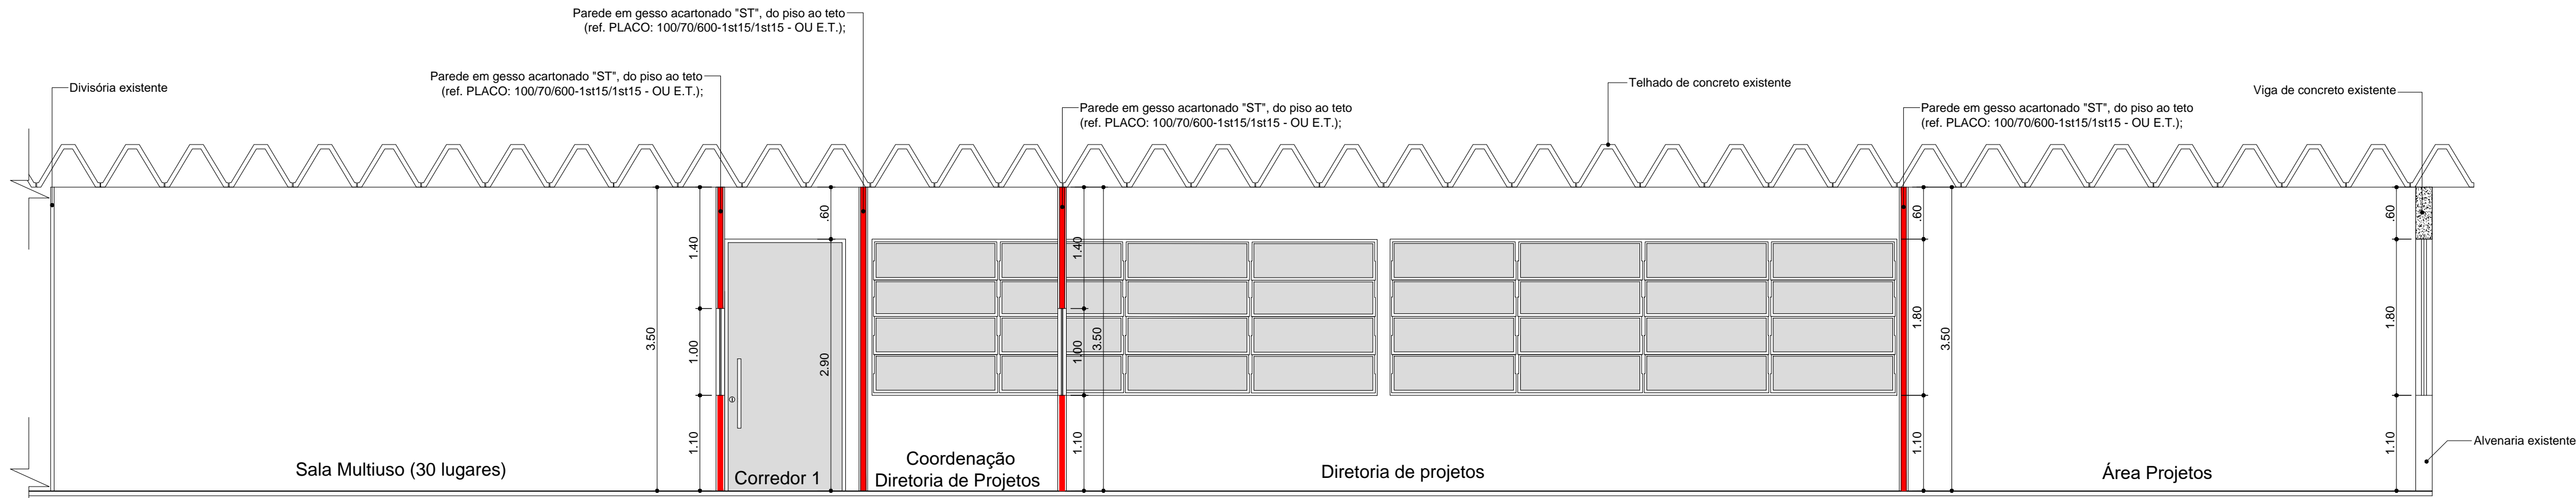 Parede em gesso acartonado "ST", do piso ao teto
(ref. PLACO: 100/70/600-1st15/1st15 - OU E.T.);
Parede em gesso acartonado "ST", do piso ao teto
(ref. PLACO: 100/70/600-1st15/1st15 - OU E.T.);
Divisória existente
Telhado de concreto existente
Viga de concreto existente
Parede em gesso acartonado "ST", do piso ao teto
(ref. PLACO: 100/70/600-1st15/1st15 - OU E.T.);
Parede em gesso acartonado "ST", do piso ao teto
(ref. PLACO: 100/70/600-1st15/1st15 - OU E.T.);
3.50
1.40
1.00
1.10
.60
2.90
1.40
1.00
1.10
3.50
.60
1.80
1.10
3.50
.60
1.80
1.10
Alvenaria existente
Sala Multiuso (30 lugares)
Corredor 1
Coordenação
Diretoria de Projetos
Diretoria de projetos
Área Projetos